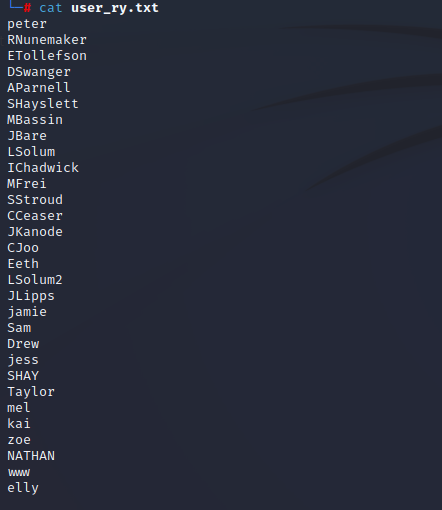 └─# cat user_ry.txt
peter
RNunemaker
ETollefson
DSwanger
AParnell
SHayslett
MBassin
JBare
LSolum
IChadwick
MFrei
SStroud
CCeaser
JKanode
CJoo
Eeth
LSolum2
JLipps
jamie
Sam
Drew
jess
SHAY
Taylor
mel
kai
zoe
NATHAN
www
elly